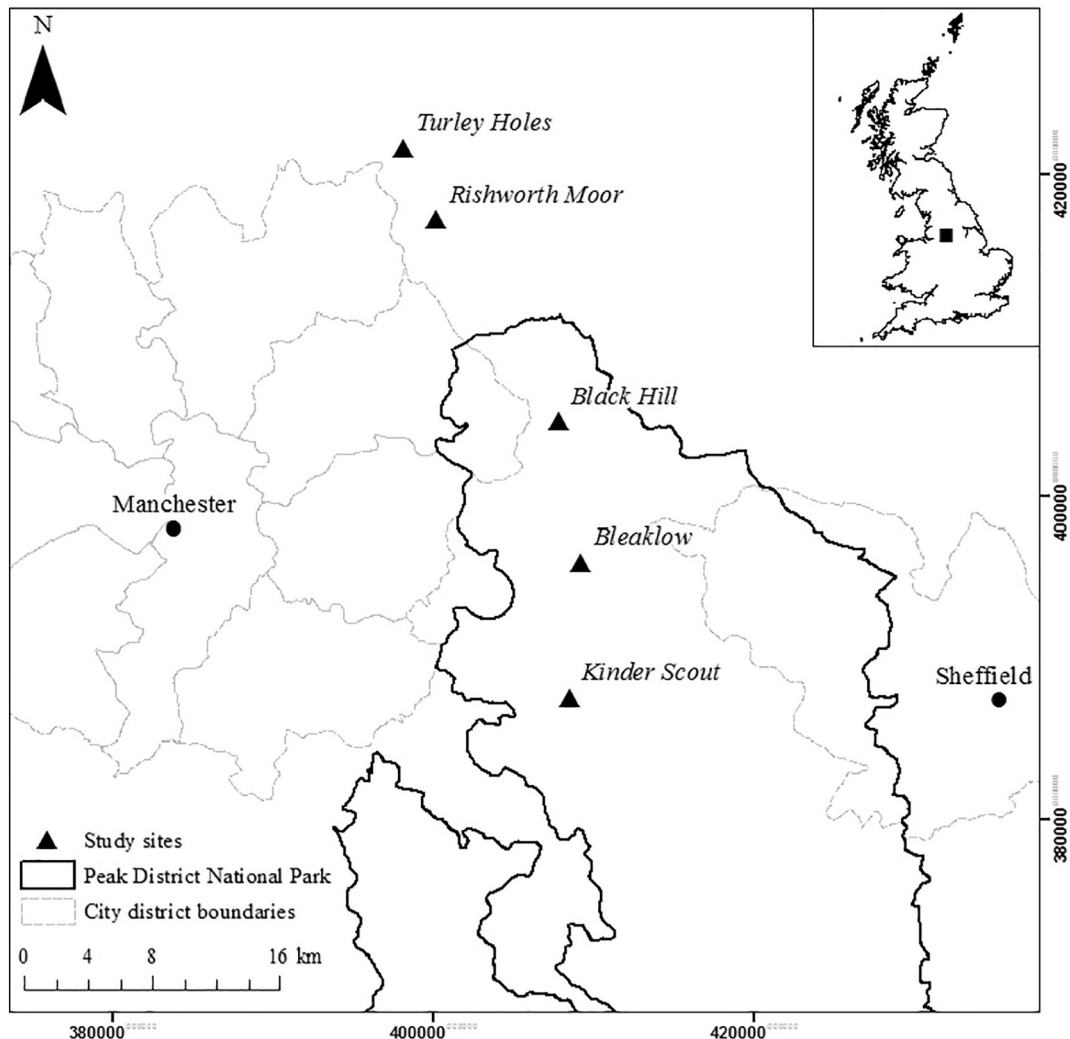 N
Turley Holes
Rishworth Moor
Black Hill
Manchester
Bleaklow
Kinder Scout
Sheffield
Study sites
Peak District National Park
City district boundaries
0 4 8 16 km
380000
400000
420000
420000
400000
380000